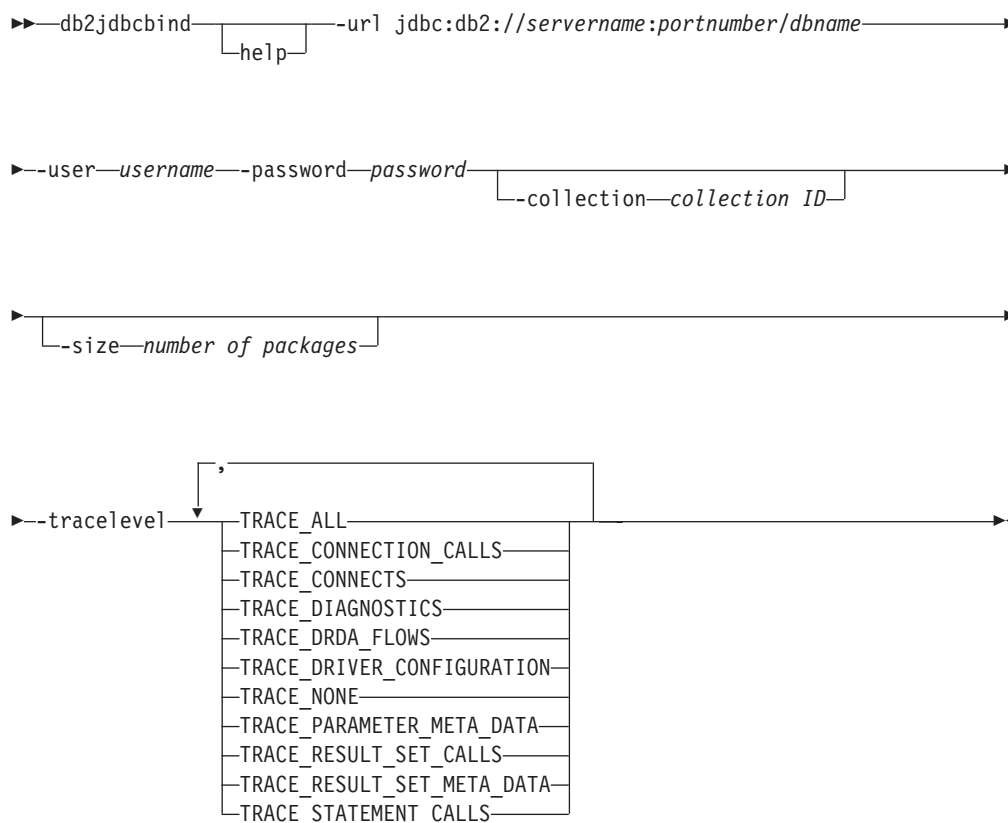 db2jdbcbind -url jdbc:db2://servername:portnumber/dbname
help
-user username -password password
-collection collection ID
-size number of packages
,
-tracelevel TRACE_ALL
TRACE_CONNECTION_CALLS
TRACE_CONNECTS
TRACE_DIAGNOSTICS
TRACE_DRDA_FLOWS
TRACE_DRIVER_CONFIGURATION
TRACE_NONE
TRACE_PARAMETER_META_DATA
TRACE_RESULT_SET_CALLS
TRACE_RESULT_SET_META_DATA
TRACE_STATEMENT_CALLS